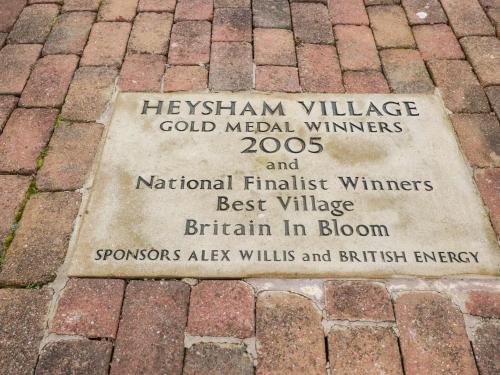 HEYSHAM VILLAGE
GOLD MEDAL WINNERS
2005
and
National Finalist Winners
Best Village
Britain In Bloom
SPONSORS ALEX WILLIS and BRITISH ENERGY